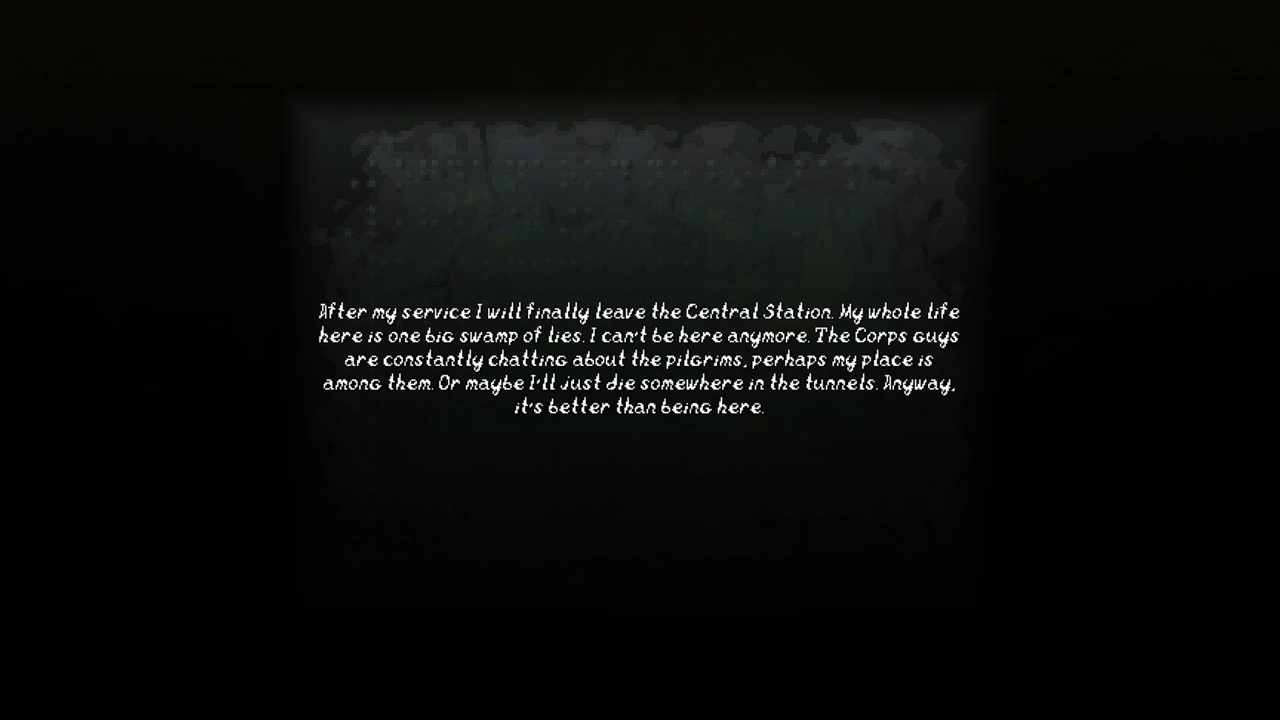 After my service I will finally leave the Central Station. My whole life
here is one big swamp of lies. I can't be here anymore. The Corps guys
are constantly chatting about the pilgrims, perhaps my place is
among them. Or maybe I'll just die somewhere in the tunnels. Anyway,
it's better than being here.